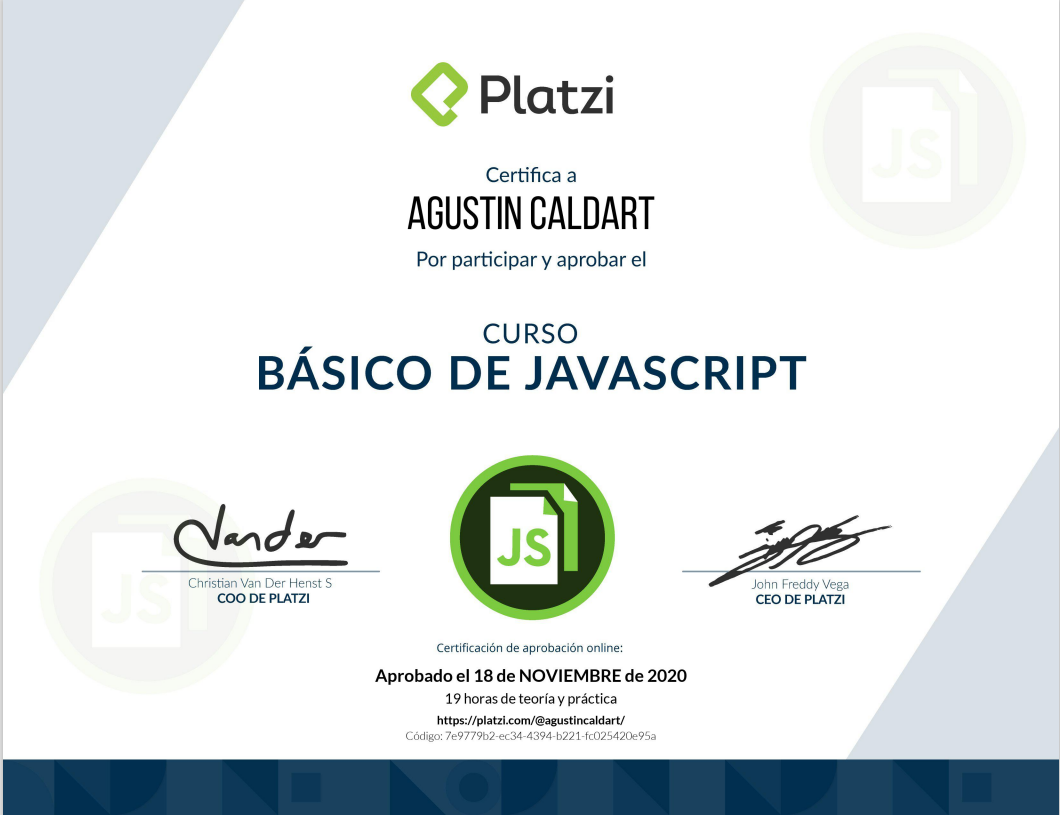 Platzi
Certifica a
AGUSTIN CALDART
Por participar y aprobar el
CURSO
BÁSICO DE JAVASCRIPT
JS
JS
JS
Vander
Christian Van Der Henst S
COO DE PLATZI
John Freddy Vega
CEO DE PLATZI
Certificación de aprobación online:
Aprobado el 18 de NOVIEMBRE de 2020
19 horas de teoría y práctica
https://platzi.com/@agustincaldart/
Código: 7e9779b2-ec34-4394-b221-fc025420e95a